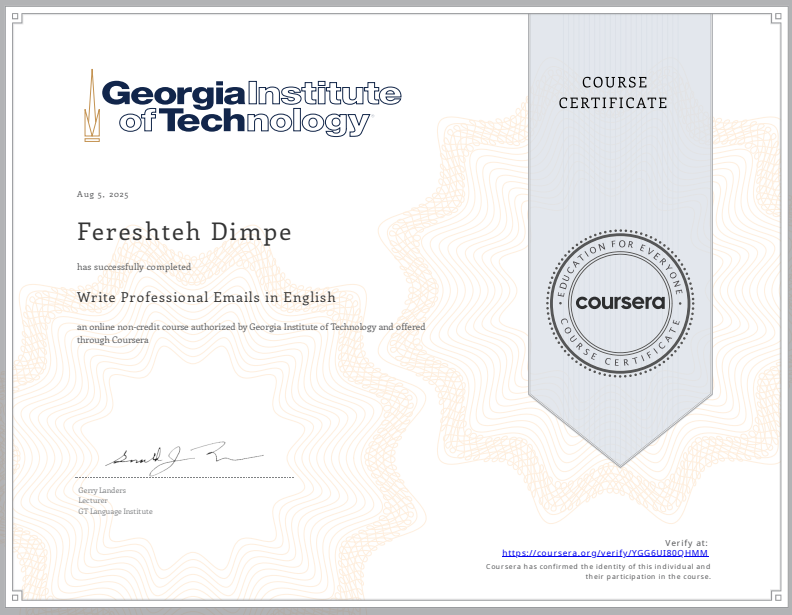 Georgia Institute
of Technology
COURSE
CERTIFICATE
Aug 5, 2025
Fereshteh Dimpe
has successfully completed
Write Professional Emails in English
an online non-credit course authorized by Georgia Institute of Technology and offered
through Coursera
EDUCATION FOR EVERYONE
coursera
COURSE CERTIFICATE
Gerry Landers
Lecturer
GT Language Institute
Verify at:
https://coursera.org/verify/YGG6UI80QHMM
Coursera has confirmed the identity of this individual and
their participation in the course.